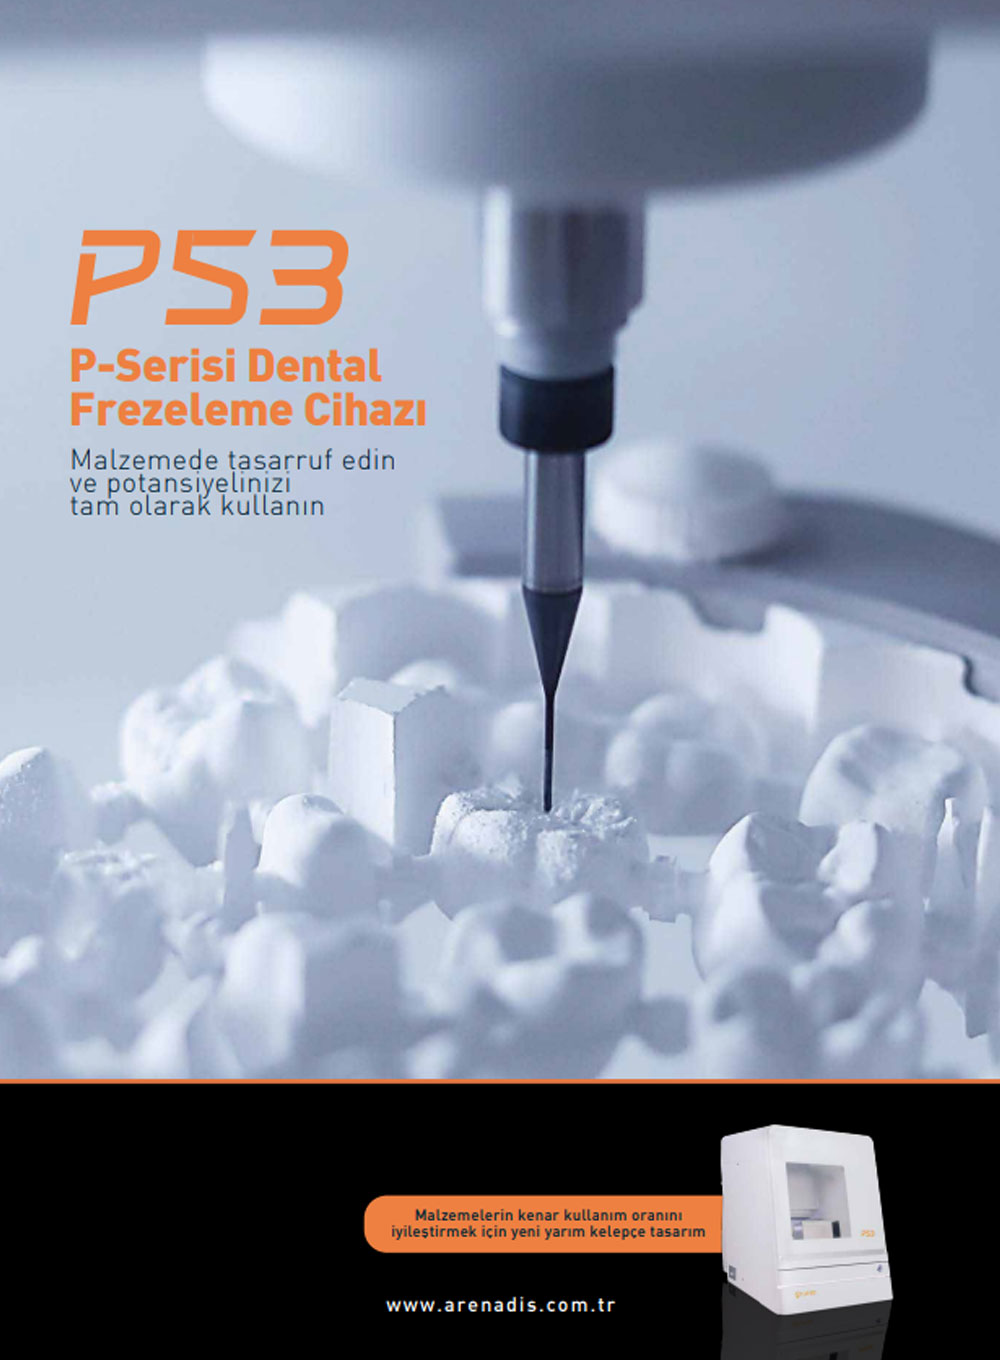 P53
P-Serisi Dental
Frezeleme Cihazı
Malzemede tasarruf edin
ve potansiyelinizi
tam olarak kullanın
Malzemelerin kenar kullanım oranını
iyileştirmek için yeni yarım kelepçe tasarım
P53
www.arenadis.com.tr